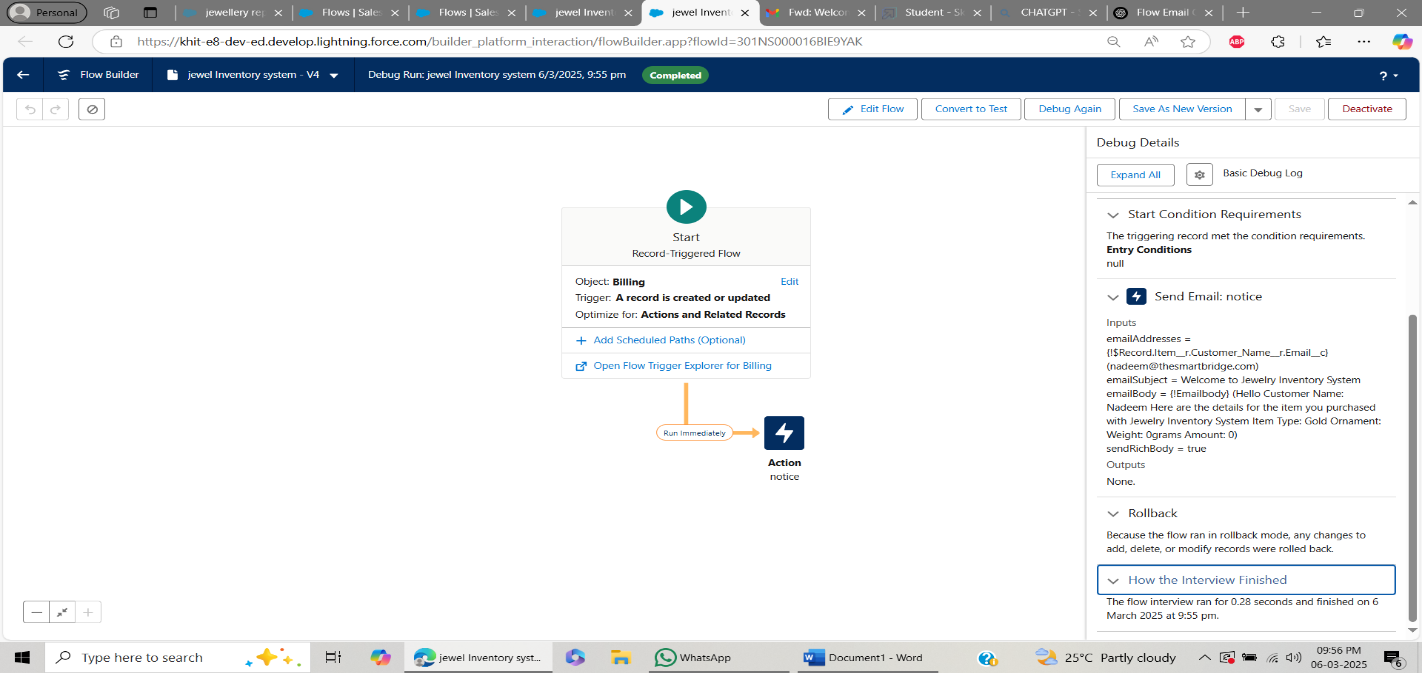 Personal
jewellery re
Flows | Sales
Flows | Sales
jewel Invent
jewel Invent
Fwd: Welcon
Student - Sk
CHATGPT -
Flow Email
https://khit-e8-dev-ed.develop.lightning.force.com/builder_platform_interaction/flowBuilder.app?flowId=301NS000016BlE9YAK
ABP
Flow Builder
jewel Inventory system - V4
Debug Run: jewel Inventory system 6/3/2025, 9:55 pm
Completed
?
Edit Flow
Convert to Test
Debug Again
Save As New Version
Save
Deactivate
Debug Details
Expand All
Basic Debug Log
Start Condition Requirements
The triggering record met the condition requirements.
Entry Conditions
null
Send Email: notice
Inputs
emailAddresses =
{!$Record.Item__r.Customer_Name__r.Email__c}
(nadeem@thesmartbridge.com)
emailSubject = Welcome to Jewelry Inventory System
emailBody = {!Emailbody} (Hello Customer Name:
Nadeem Here are the details for the item you purchased
with Jewelry Inventory System Item Type: Gold Ornament:
Weight: 0grams Amount: 0)
sendRichBody = true
Outputs
None.
Rollback
Because the flow ran in rollback mode, any changes to
add, delete, or modify records were rolled back.
How the Interview Finished
The flow interview ran for 0.28 seconds and finished on 6
March 2025 at 9:55 pm.
Start
Record-Triggered Flow
Object: Billing
Edit
Trigger: A record is created or updated
Optimize for: Actions and Related Records
Add Scheduled Paths (Optional)
Open Flow Trigger Explorer for Billing
Run Immediately
Action
notice
Type here to search
jewel Inventory syst...
WhatsApp
Document1 - Word
25°C Partly cloudy
09:56 PM
06-03-2025
6